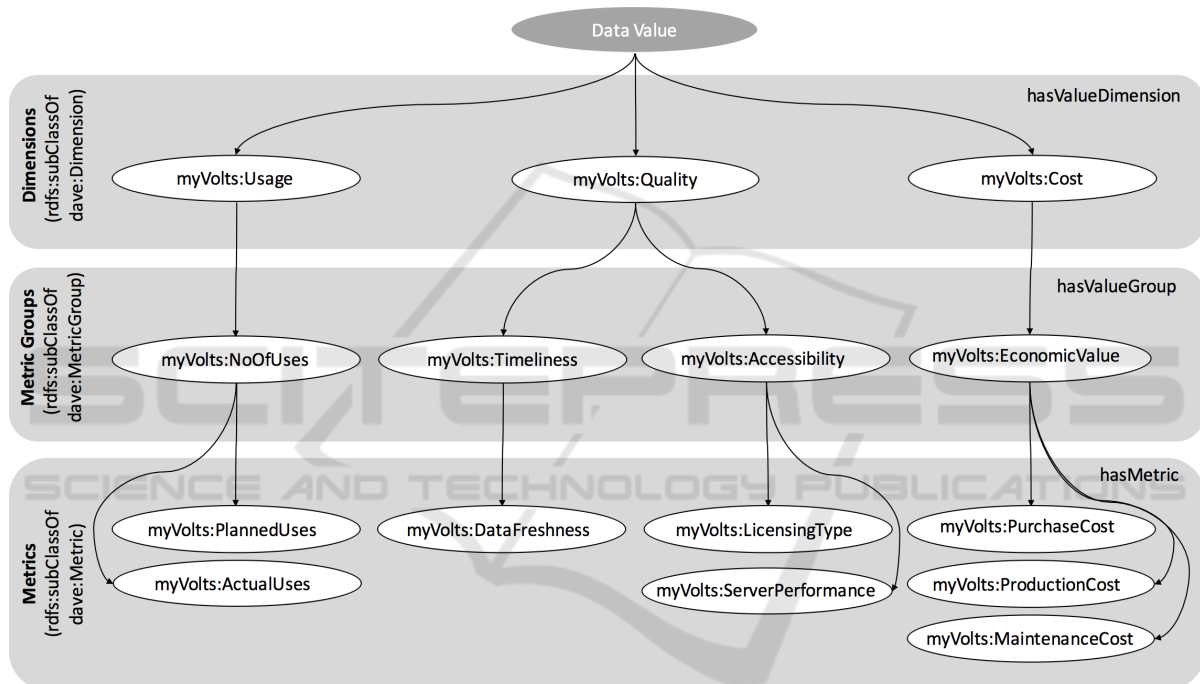 Data Value
hasValueDimension
Dimensions
(rdfs:subClassOf
dave:Dimension)
myVolts:Usage
myVolts:Quality
myVolts:Cost
hasValueGroup
Metric Groups
(rdfs:subClassOf
dave:MetricGroup)
myVolts:NoOfUses
myVolts:Timeliness
myVolts:Accessibility
myVolts:EconomicValue
SCITEPRESS
SCIENCE AND TECHNOLOGY PUBLICATIONS
hasMetric
Metrics
(rdfs:subClassOf
dave:Metric)
myVolts:PlannedUses
myVolts:DataFreshness
myVolts:LicensingType
myVolts:PurchaseCost
myVolts:ActualUses
myVolts:ServerPerformance
myVolts:ProductionCost
myVolts:MaintenanceCost